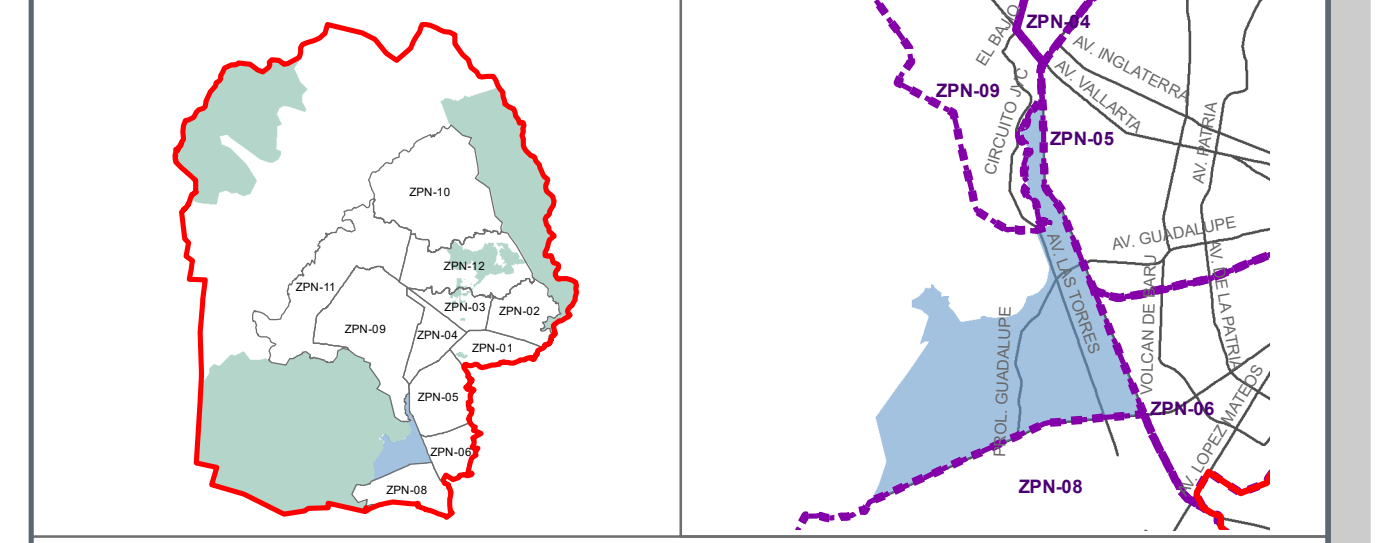 ZPN-10
ZPN-12
ZPN-11
ZPN-03
ZPN-02
ZPN-09
ZPN-04
ZPN-01
ZPN-05
ZPN-06
ZPN-08
EL BAJO
ZPN-04
AV. INGLATERRA
AV. VALLARTA
ZPN-09
CIRCUITO JVC
ZPN-05
AV. PATRIA
AV. GUADALUPE
AV. LAS TORRES
VOLCAN DE BARU
AV. DE LA PATRIA
PROL. GUADALUPE
ZPN-06
AV. LOPEZ MATEOS
ZPN-08